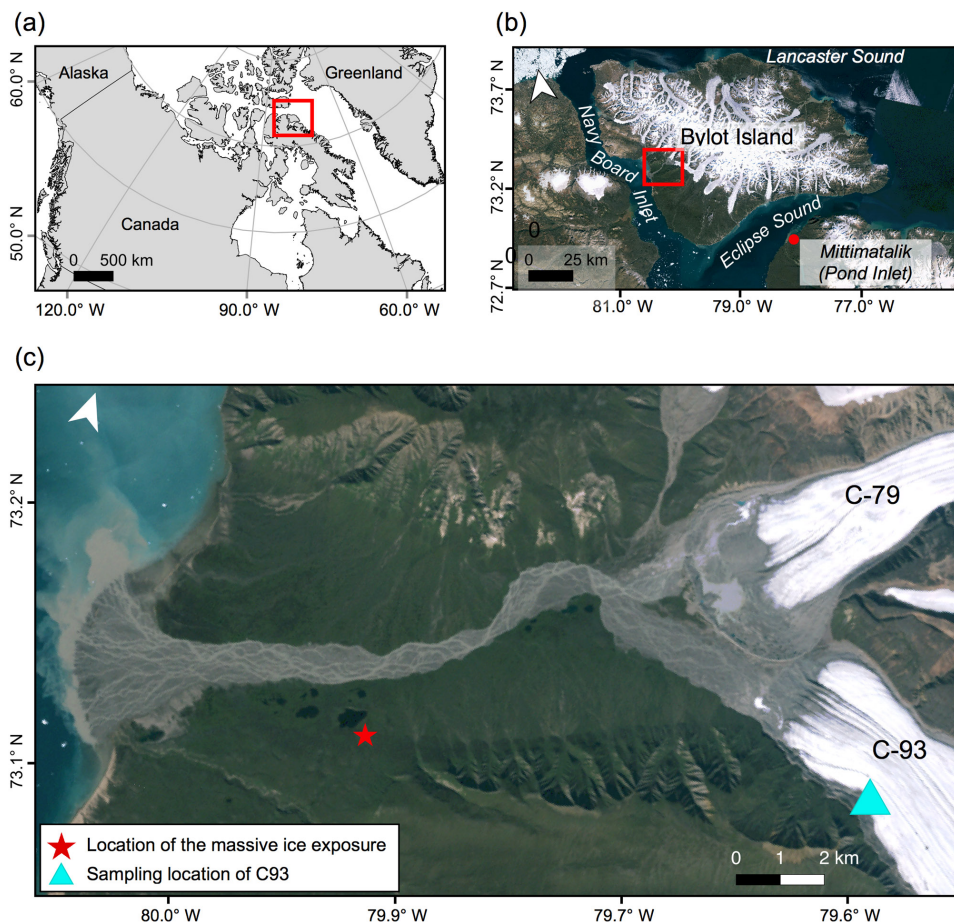 (a)
Alaska
Greenland
Canada
0 500 km
60.0° N
50.0° N
120.0° W
90.0° W
60.0° W
(b)
Lancaster Sound
Bylot Island
Navy
Board
Inlet
Eclipse Sound
Mittimatalik
(Pond Inlet)
0
0
0 25 km
73.7° N
73.2° N
72.7° N
81.0° W
79.0° W
77.0° W
(c)
C-79
C-93
73.2° N
73.1° N
Location of the massive ice exposure
Sampling location of C93
0 1 2 km
80.0° W
79.9° W
79.7° W
79.6° W